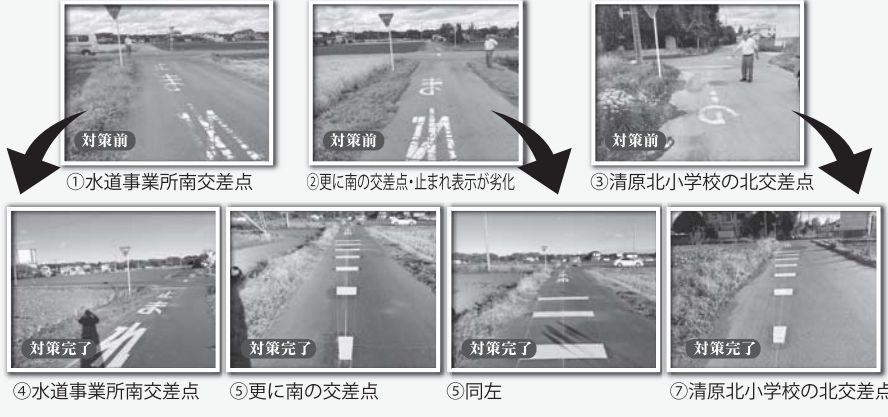 対策前
対策前
対策前
①水道事業所南交差点
②更に南の交差点・止まれ表示が劣化
③清原北小学校の北交差点
対策完了
対策完了
対策完了
対策完了
④水道事業所南交差点
⑤更に南の交差点
⑤同左
⑦清原北小学校の北交差点